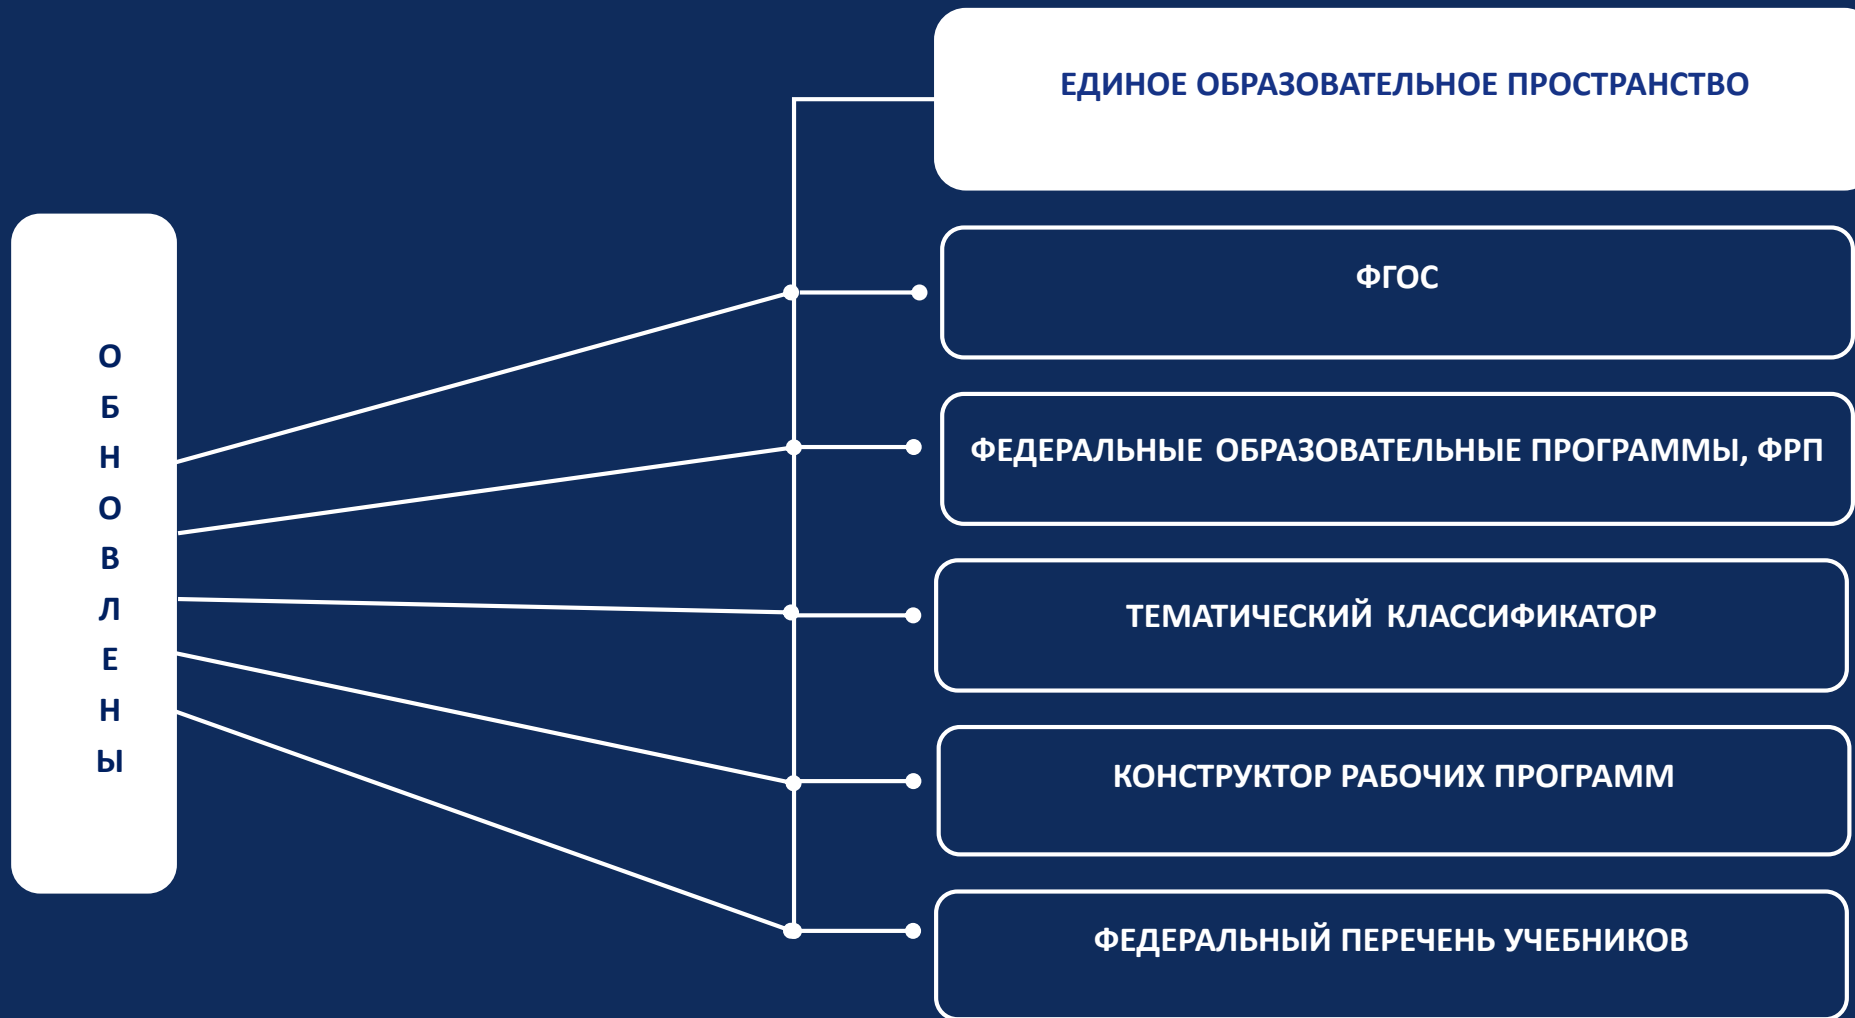 ЕДИНОЕ ОБРАЗОВАТЕЛЬНОЕ ПРОСТРАНСТВО
ФГОС
ФЕДЕРАЛЬНЫЕ ОБРАЗОВАТЕЛЬНЫЕ ПРОГРАММЫ, ФРП
ТЕМАТИЧЕСКИЙ КЛАССИФИКАТОР
КОНСТРУКТОР РАБОЧИХ ПРОГРАММ
ФЕДЕРАЛЬНЫЙ ПЕРЕЧЕНЬ УЧЕБНИКОВ
О
Б
Н
О
В
Л
Е
Н
Ы